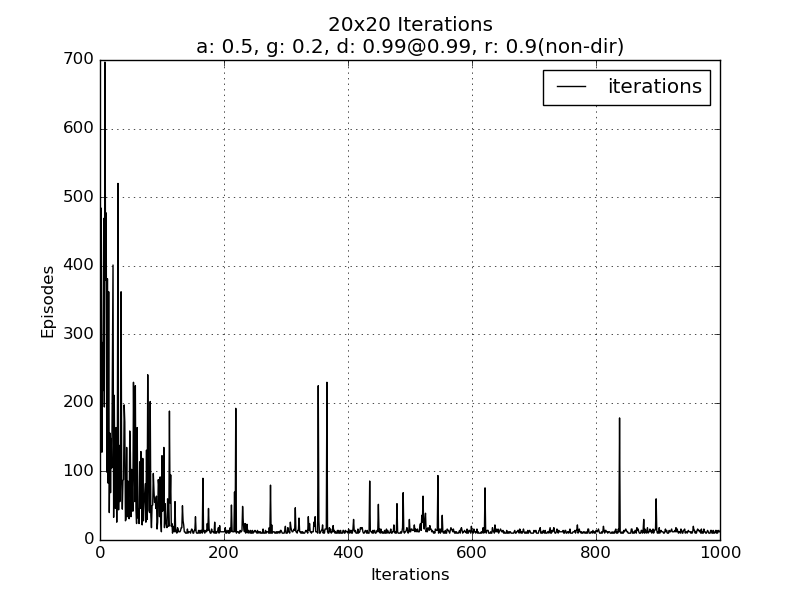 20x20 Iterations
a: 0.5, g: 0.2, d: 0.99@0.99, r: 0.9(non-dir)
iterations
700
600
500
400
300
200
100
0
Episodes
0 200 400 600 800 1000
Iterations